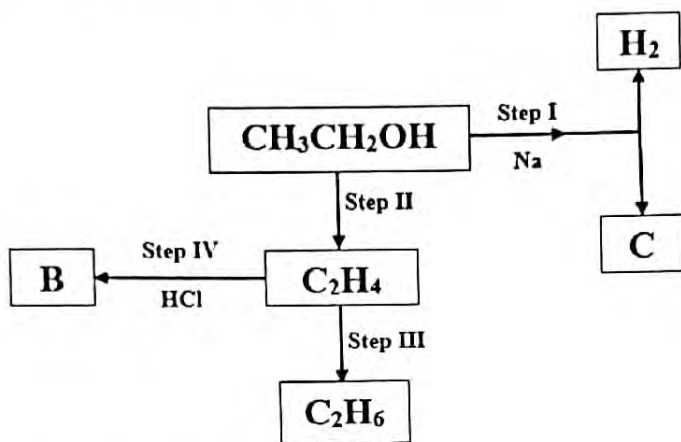 H₂
Step I
CH₃CH₂OH
Na
Step II
C
Step IV
B
C₂H₄
HCl
Step III
C₂H₆